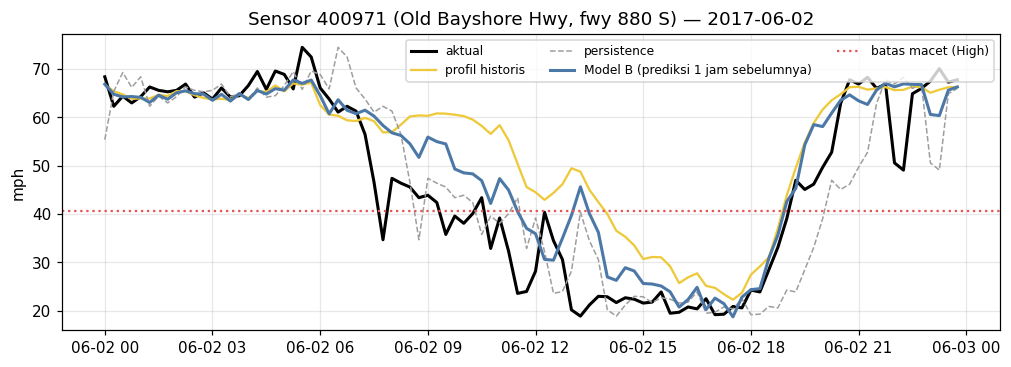 Sensor 400971 (Old Bayshore Hwy, fwy 880 S) — 2017-06-02
aktual
profil historis
persistence
Model B (prediksi 1 jam sebelumnya)
batas macet (High)
mph
70
60
50
40
30
20
06-02 00
06-02 03
06-02 06
06-02 09
06-02 12
06-02 15
06-02 18
06-02 21
06-03 00